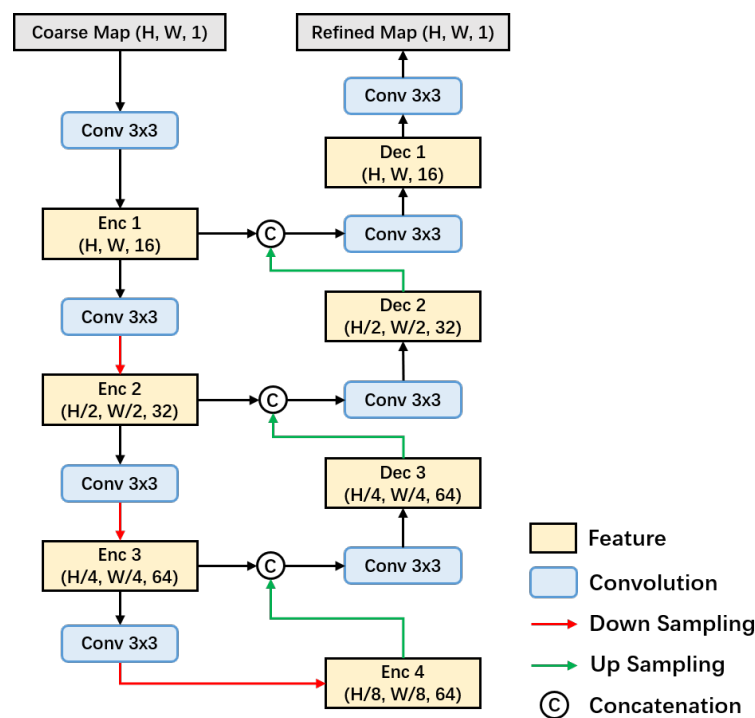 Coarse Map (H, W, 1)
Refined Map (H, W, 1)
Conv 3x3
Conv 3x3
Dec 1
(H, W, 16)
Enc 1
(H, W, 16)
C
Conv 3x3
Conv 3x3
Dec 2
(H/2, W/2, 32)
Enc 2
(H/2, W/2, 32)
C
Conv 3x3
Conv 3x3
Dec 3
(H/4, W/4, 64)
Enc 3
(H/4, W/4, 64)
C
Conv 3x3
Conv 3x3
Enc 4
(H/8, W/8, 64)
Feature
Convolution
Down Sampling
Up Sampling
C Concatenation